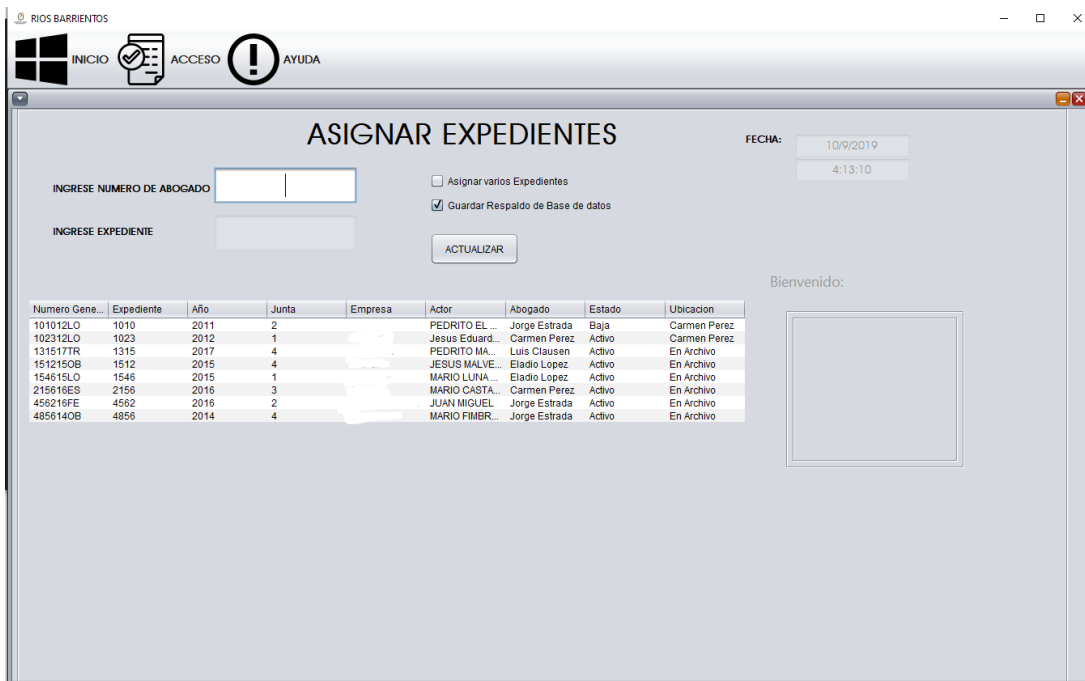 RIOS BARRIENTOS
INICIO ACCESO AYUDA
ASIGNAR EXPEDIENTES
FECHA: 10/9/2019
4:13:10
INGRESE NUMERO DE ABOGADO
Asignar varios Expedientes
Guardar Respaldo de Base de datos
INGRESE EXPEDIENTE
ACTUALIZAR
Bienvenido:
Numero Gene... Expediente Año Junta Empresa Actor Abogado Estado Ubicacion
101012LO 1010 2011 2 PEDRITO EL ... Jorge Estrada Baja Carmen Perez
102312LO 1023 2012 1 Jesus Eduard... Carmen Perez Activo Carmen Perez
131517TR 1315 2017 4 PEDRITO MA... Luis Clausen Activo En Archivo
151215OB 1512 2015 4 JESUS MALVE... Eladio Lopez Activo En Archivo
154615LO 1546 2015 1 MARIO LUNA ... Eladio Lopez Activo En Archivo
215616ES 2156 2016 3 MARIO CASTA... Carmen Perez Activo En Archivo
456216FE 4562 2016 2 JUAN MIGUEL Jorge Estrada Activo En Archivo
485614OB 4856 2014 4 MARIO FIMBR... Jorge Estrada Activo En Archivo